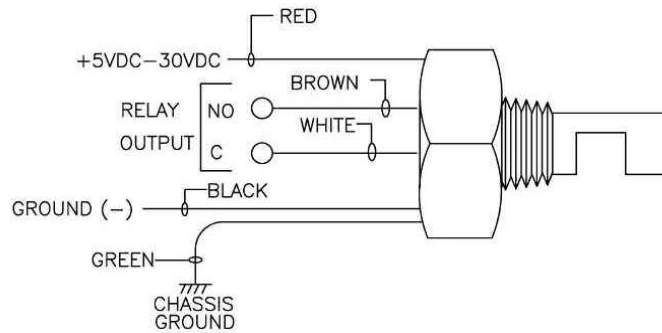 RED
+5VDC-30VDC
BROWN
RELAY
OUTPUT
NO
WHITE
C
BLACK
GROUND (-)
GREEN
CHASSIS
GROUND